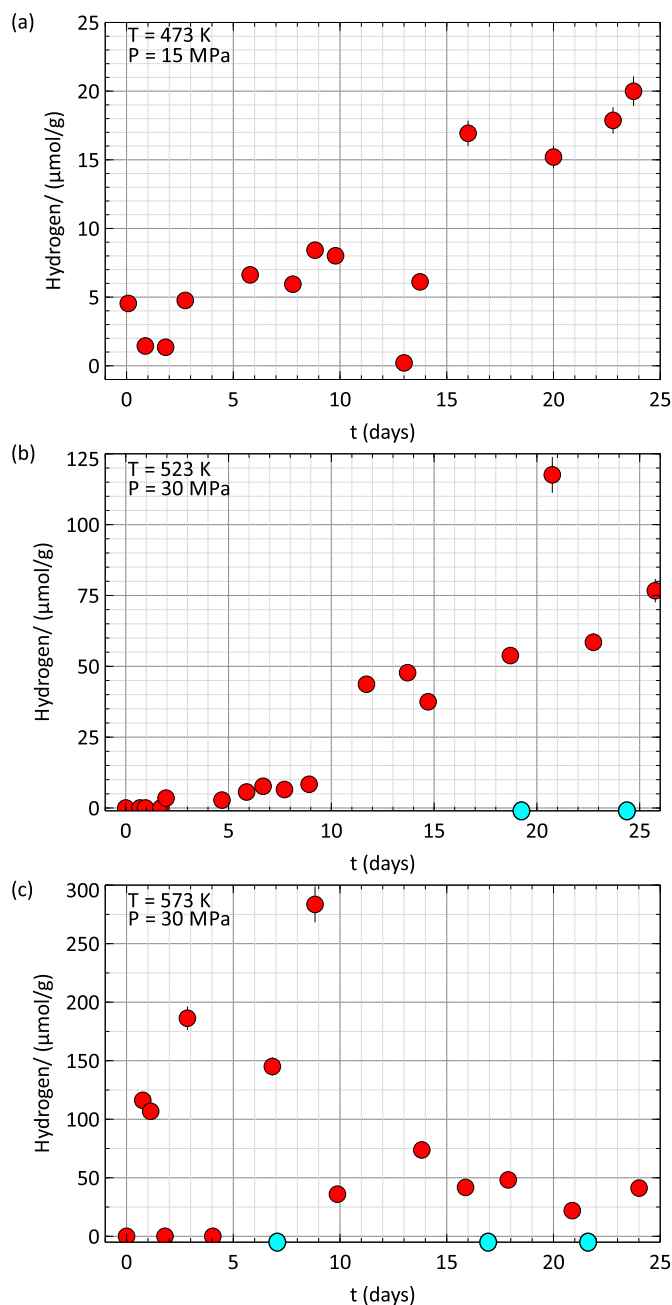 (a)
T = 473 K
P = 15 MPa
Hydrogen/ (μmol/g)
25
20
15
10
5
0
0 5 10 15 20 25
t (days)
(b)
T = 523 K
P = 30 MPa
Hydrogen/ (μmol/g)
125
100
75
50
25
0
0 5 10 15 20 25
t (days)
(c)
T = 573 K
P = 30 MPa
Hydrogen/ (μmol/g)
300
250
200
150
100
50
0
0 5 10 15 20 25
t (days)